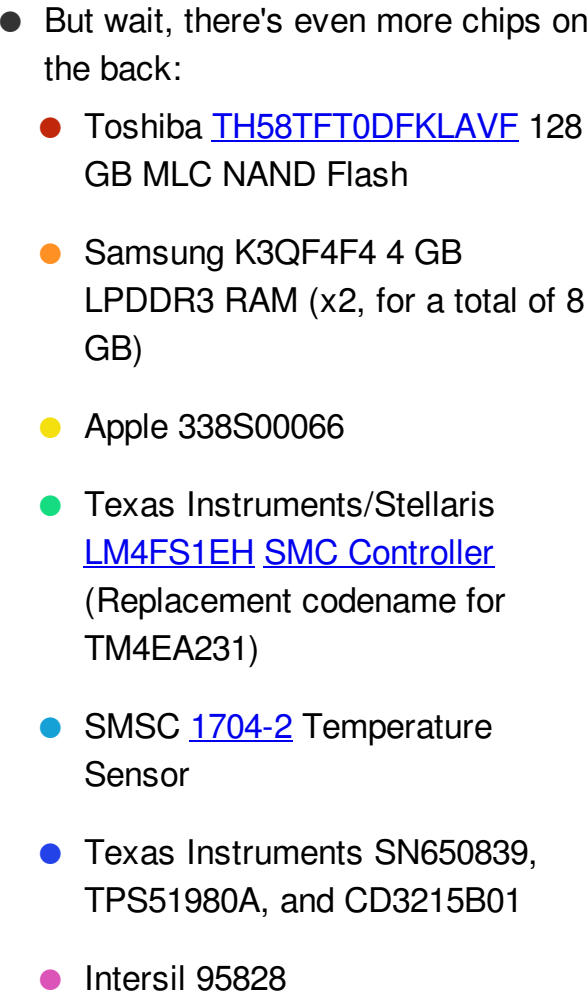 But wait, there's even more chips on
the back:
Toshiba TH58TFT0DFKLAVF 128
GB MLC NAND Flash
Samsung K3QF4F4 4 GB
LPDDR3 RAM (x2, for a total of 8
GB)
Apple 338S00066
Texas Instruments/Stellaris
LM4FS1EH SMC Controller
(Replacement codename for
TM4EA231)
SMSC 1704-2 Temperature
Sensor
Texas Instruments SN650839,
TPS51980A, and CD3215B01
Intersil 95828